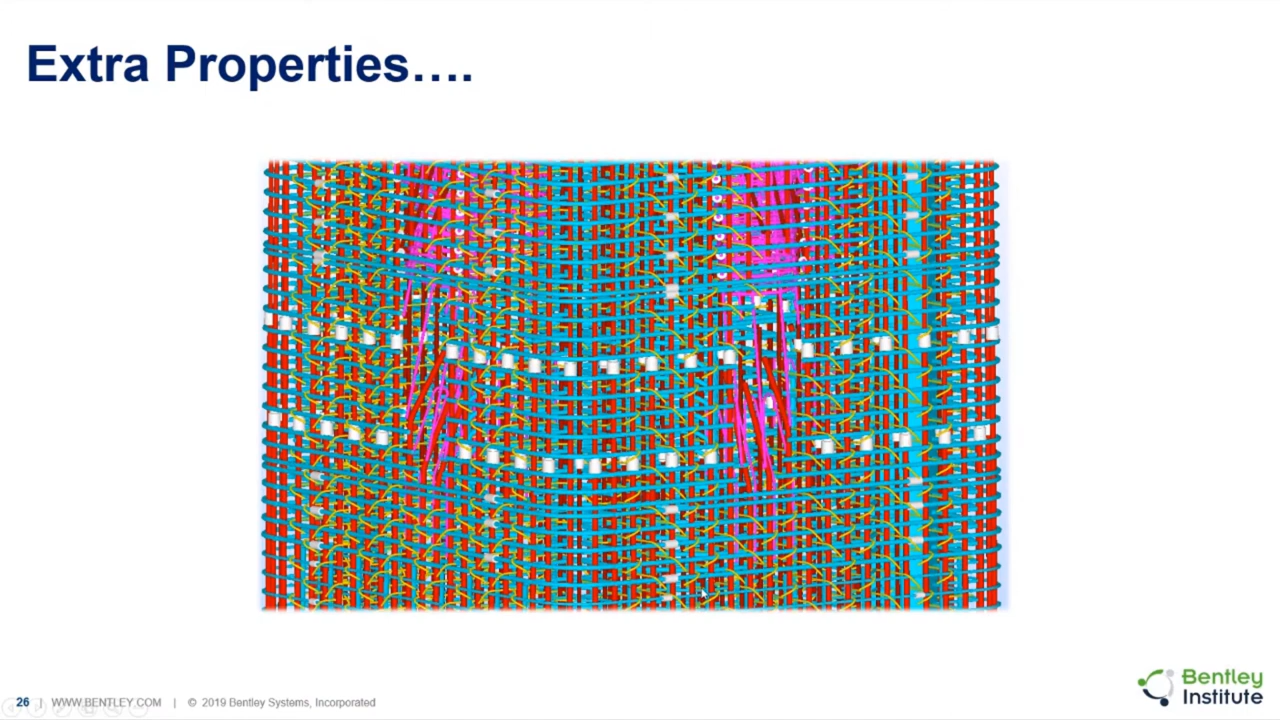 Extra Properties….
26 | WWW.BENTLEY.COM | © 2019 Bentley Systems, Incorporated
Bentley
Institute